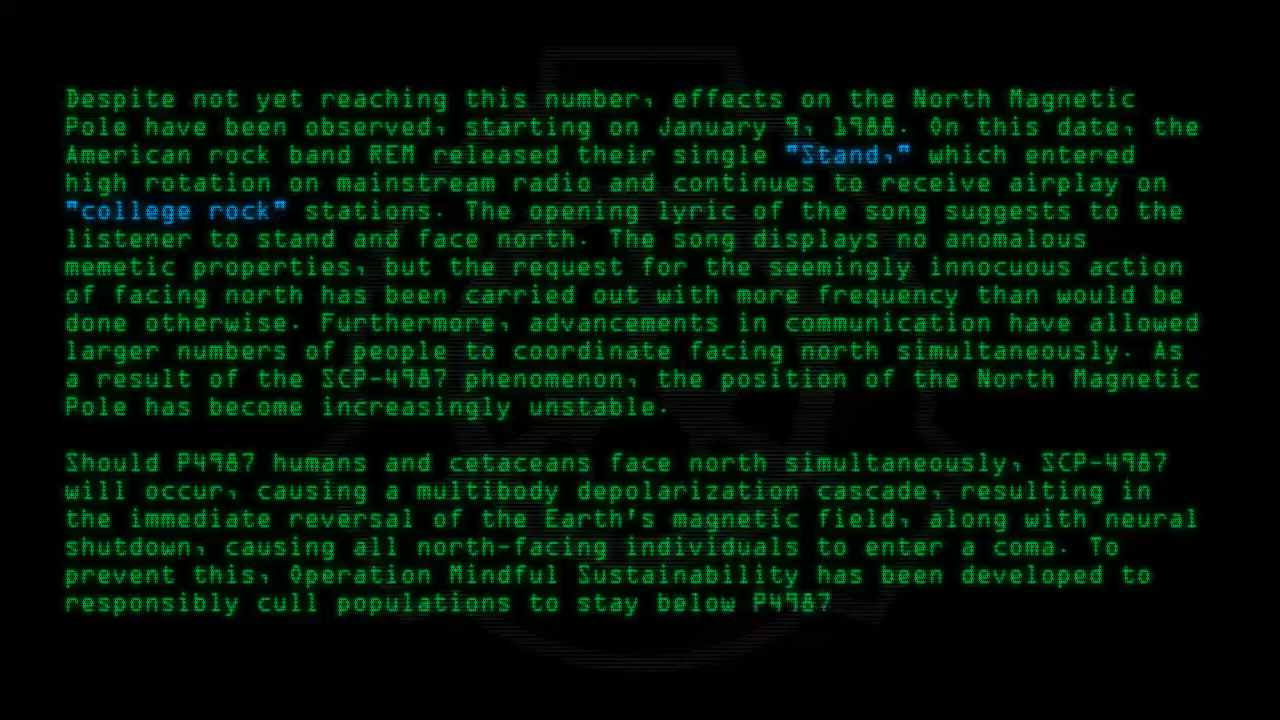 Despite not yet reaching this number, effects on the North Magnetic
Pole have been observed, starting on January 9, 1988. On this date, the
American rock band REM released their single "Stand," which entered
high rotation on mainstream radio and continues to receive airplay on
"college rock" stations. The opening lyric of the song suggests to the
listener to stand and face north. The song displays no anomalous
memetic properties, but the request for the seemingly innocuous action
of facing north has been carried out with more frequency than would be
done otherwise. Furthermore, advancements in communication have allowed
larger numbers of people to coordinate facing north simultaneously. As
a result of the SCP-4987 phenomenon, the position of the North Magnetic
Pole has become increasingly unstable.
Should P4987 humans and cetaceans face north simultaneously, SCP-4987
will occur, causing a multibody depolarization cascade, resulting in
the immediate reversal of the Earth's magnetic field, along with neural
shutdown, causing all north-facing individuals to enter a coma. To
prevent this, Operation Mindful Sustainability has been developed to
responsibly cull populations to stay below P4987